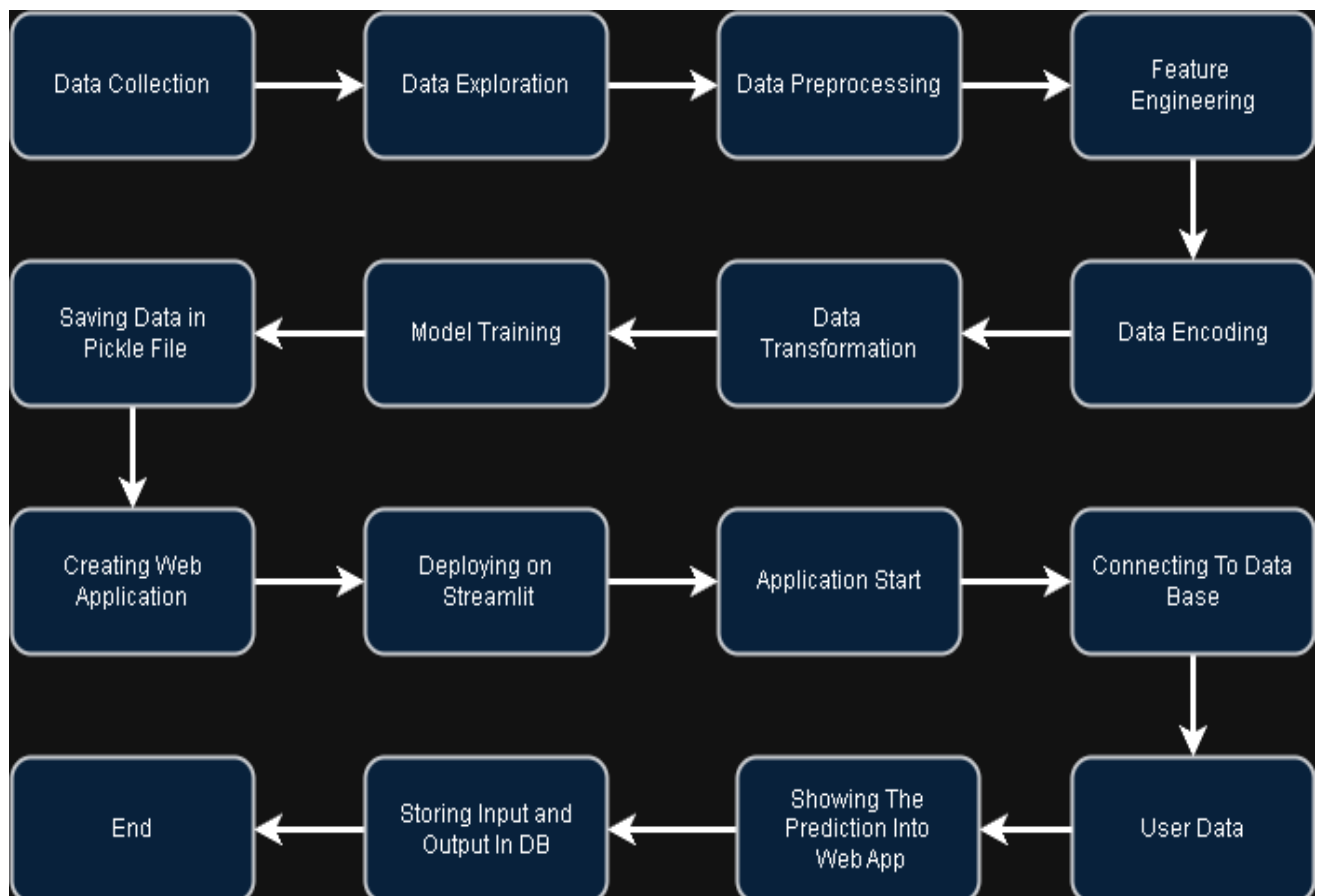 Data Collection
Data Exploration
Data Preprocessing
Feature
Engineering
Saving Data in
Pickle File
Model Training
Data
Transformation
Data Encoding
Creating Web
Application
Deploying on
Streamlit
Application Start
Connecting To Data
Base
End
Storing Input and
Output In DB
Showing The
Prediction Into
Web App
User Data